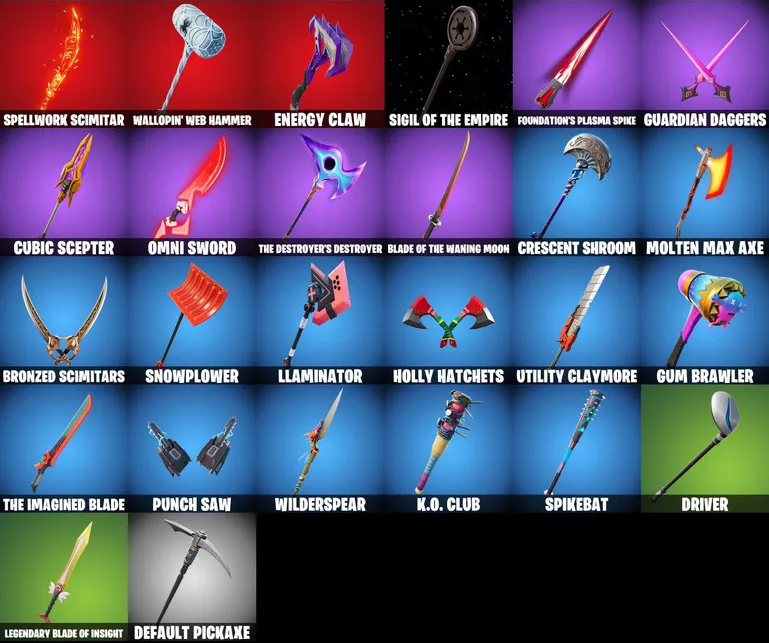 SPELLWORK SCIMITAR
WALLOPIN' WEB HAMMER
ENERGY CLAW
SIGIL OF THE EMPIRE
FOUNDATION'S PLASMA SPIKE
GUARDIAN DAGGERS
CUBIC SCEPTER
OMNI SWORD
THE DESTROYER'S DESTROYER
BLADE OF THE WANING MOON
CRESCENT SHROOM
MOLTEN MAX AXE
BRONZED SCIMITARS
SNOWPLOWER
LLAMINATOR
HOLLY HATCHETS
UTILITY CLAYMORE
GUM BRAWLER
THE IMAGINED BLADE
PUNCH SAW
WILDERSPEAR
K.O. CLUB
SPIKEBAT
DRIVER
LEGENDARY BLADE OF INSIGHT
DEFAULT PICKAXE